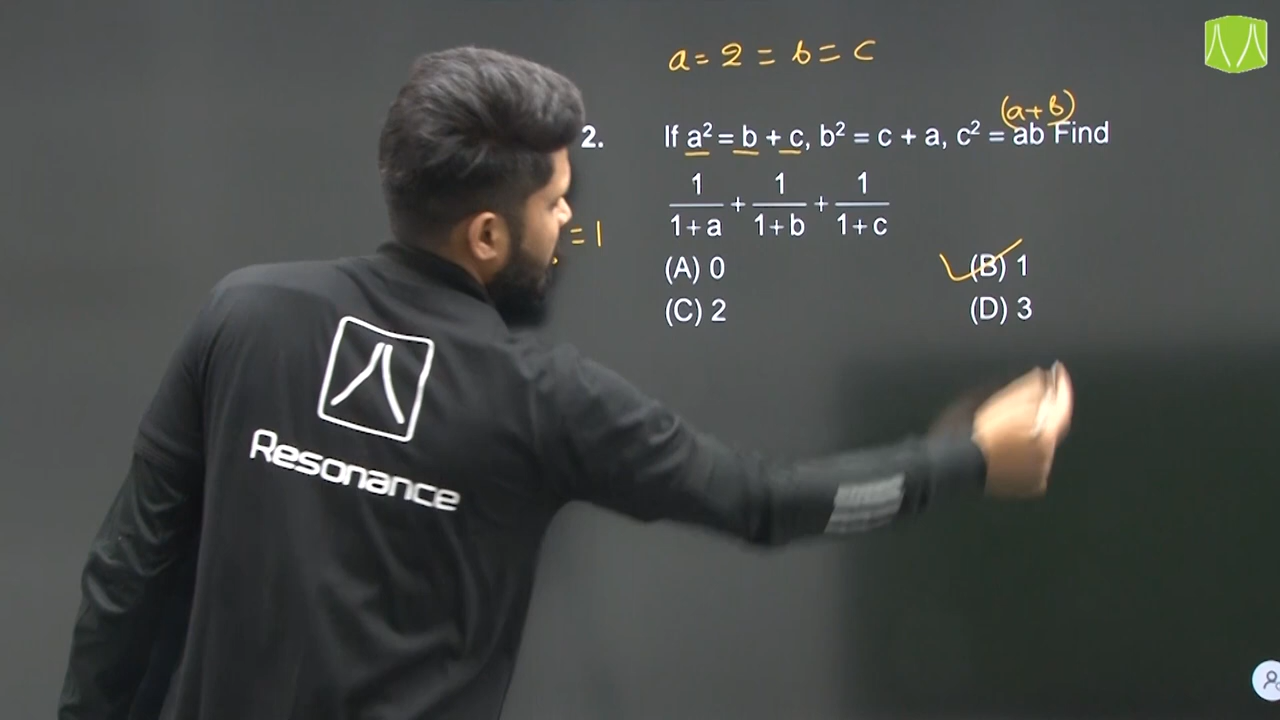 a = 2 = b = c
(a+b)
2. If a² = b + c, b² = c + a, c² = ab Find
1/(1+a) + 1/(1+b) + 1/(1+c)
= 1
(A) 0 (B) 1
(C) 2 (D) 3
Resonance